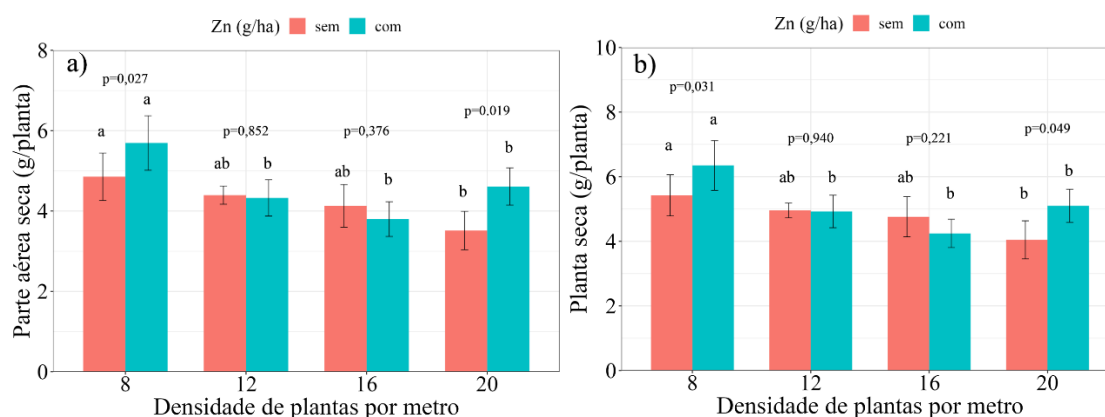 Zn (g/ha) sem com
a)
8
6
4
2
0
Parte aérea seca (g/planta)
p=0,027
p=0,852
p=0,376
p=0.019
a
a
ab
b
ab
b
b
b
8
12
16
20
Densidade de plantas por metro
Zn (g/ha) sem com
b)
10
8
6
4
2
0
Planta seca (g/planta)
p=0,031
p=0,940
p=0,221
p=0.049
a
a
ab
b
ab
b
b
b
8
12
16
20
Densidade de plantas por metro